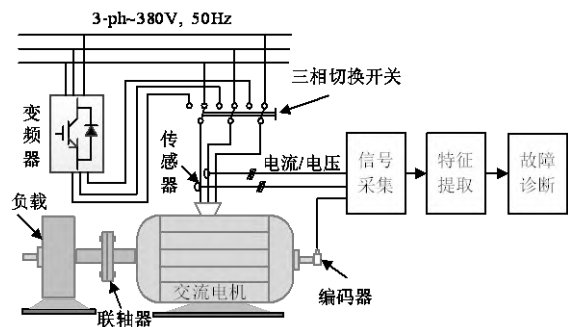 3-ph~380V, 50Hz
三相切换开关
变
频
器
传
感
器
电流/电压
信号
采集
特征
提取
故障
诊断
负载
交流电机
联轴器
编码器